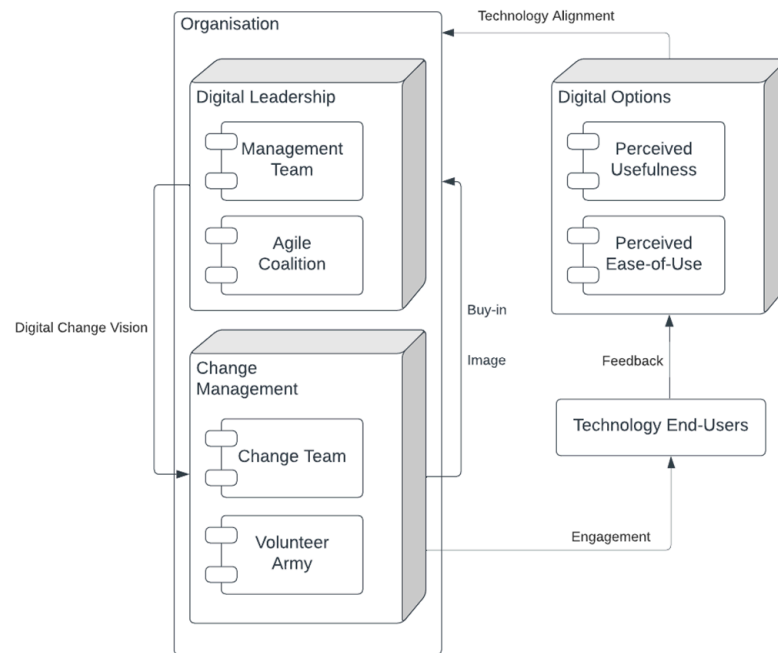 Organisation
Technology Alignment
Digital Leadership
Management
Team
Agile
Coalition
Digital Options
Perceived
Usefulness
Perceived
Ease-of-Use
Digital Change Vision
Buy-in
Image
Feedback
Change
Management
Change Team
Volunteer
Army
Technology End-Users
Engagement